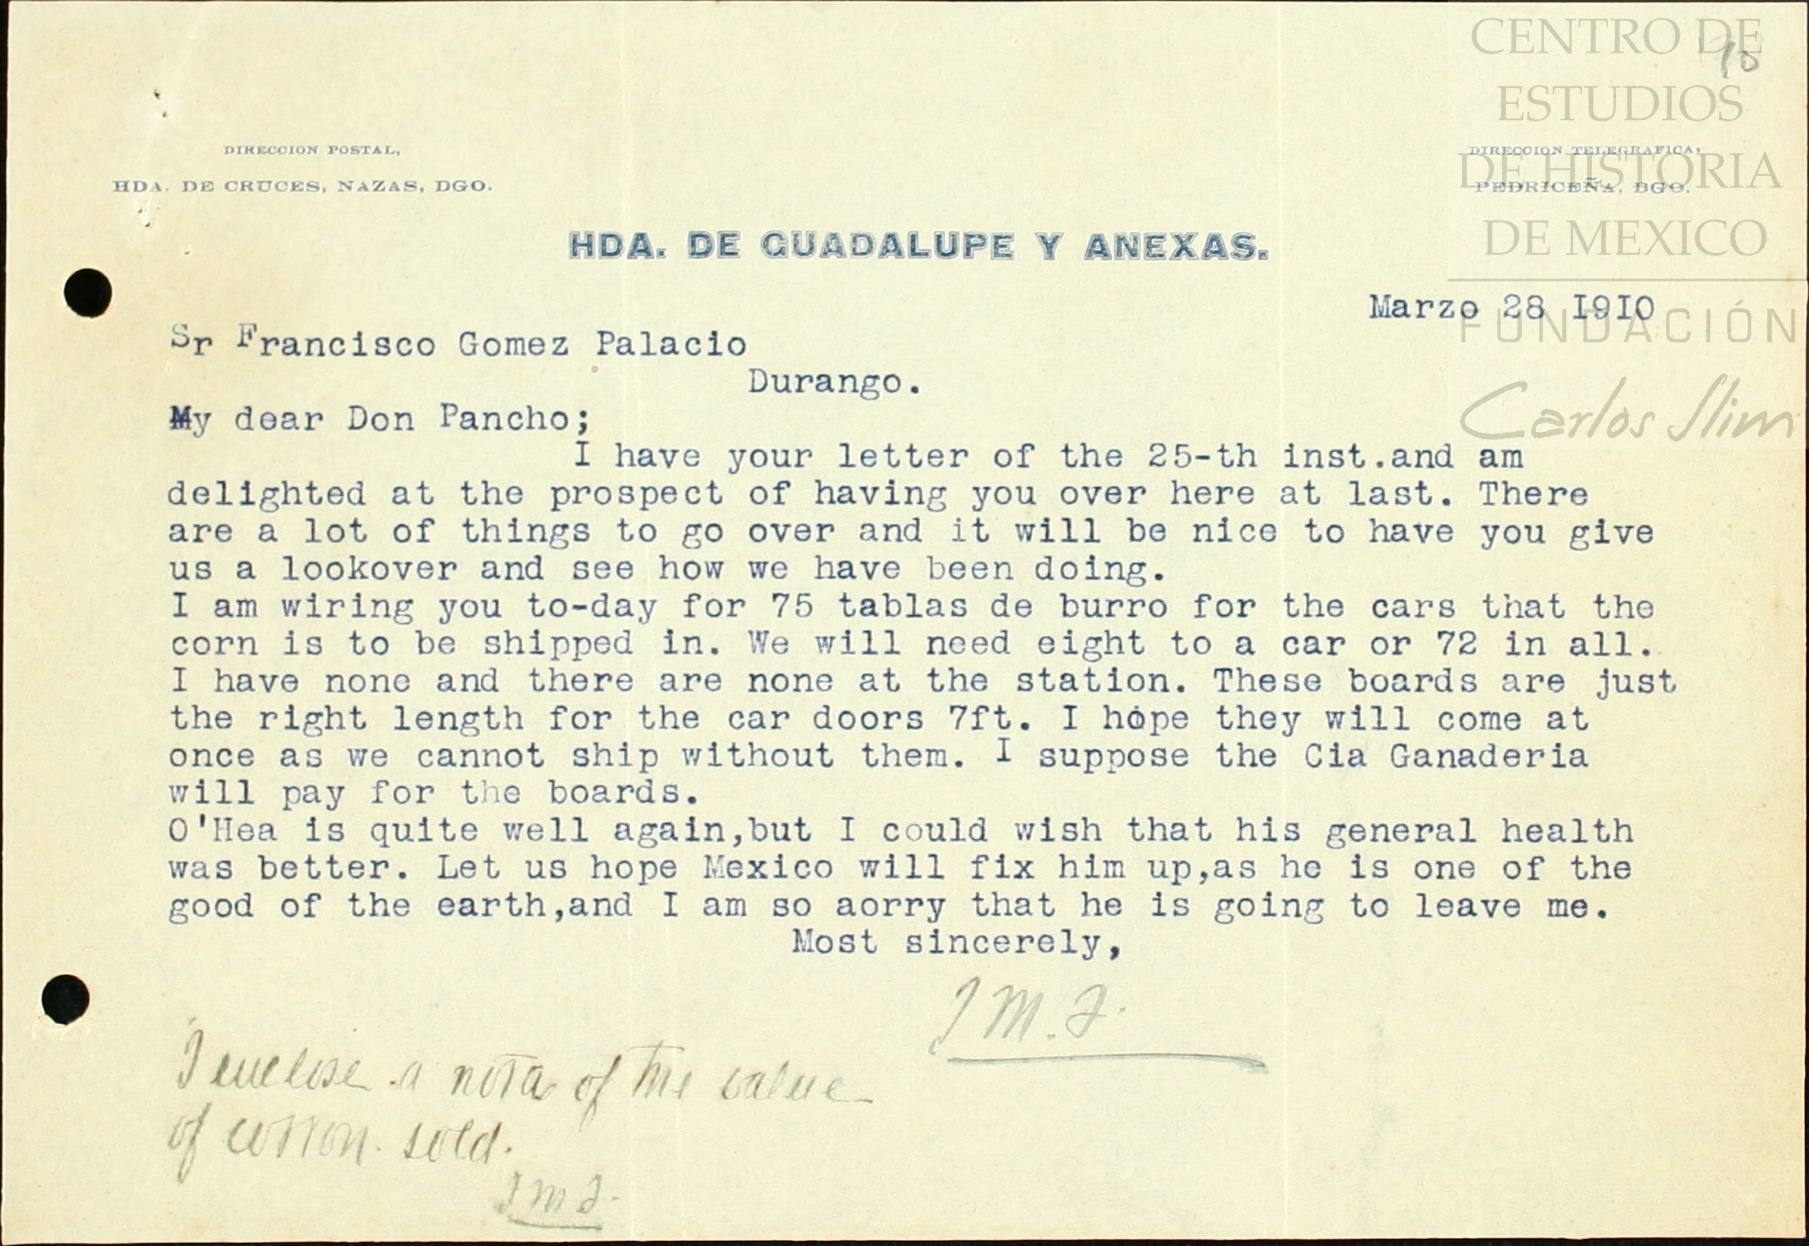 CENTRO DE
ESTUDIOS
DE HISTORIA
DE MEXICO
FUNDACIÓN
Carlos Slim
10
DIRECCION POSTAL,
HDA. DE CRUCES, NAZAS, DGO.
DIRECCION TELEGRAFICA:
PEDRICEÑA, DGO.
HDA. DE GUADALUPE Y ANEXAS.
Marzo 28 1910
Sr Francisco Gomez Palacio
Durango.
My dear Don Pancho;
I have your letter of the 25-th inst.and am
delighted at the prospect of having you over here at last. There
are a lot of things to go over and it will be nice to have you give
us a lookover and see how we have been doing.
I am wiring you to-day for 75 tablas de burro for the cars that the
corn is to be shipped in. We will need eight to a car or 72 in all.
I have none and there are none at the station. These boards are just
the right length for the car doors 7ft. I hope they will come at
once as we cannot ship without them. I suppose the Cia Ganaderia
will pay for the boards.
O'Hea is quite well again,but I could wish that his general health
was better. Let us hope Mexico will fix him up,as he is one of the
good of the earth,and I am so aorry that he is going to leave me.
Most sincerely,
I enclose a nota of the value
of cotton sold.